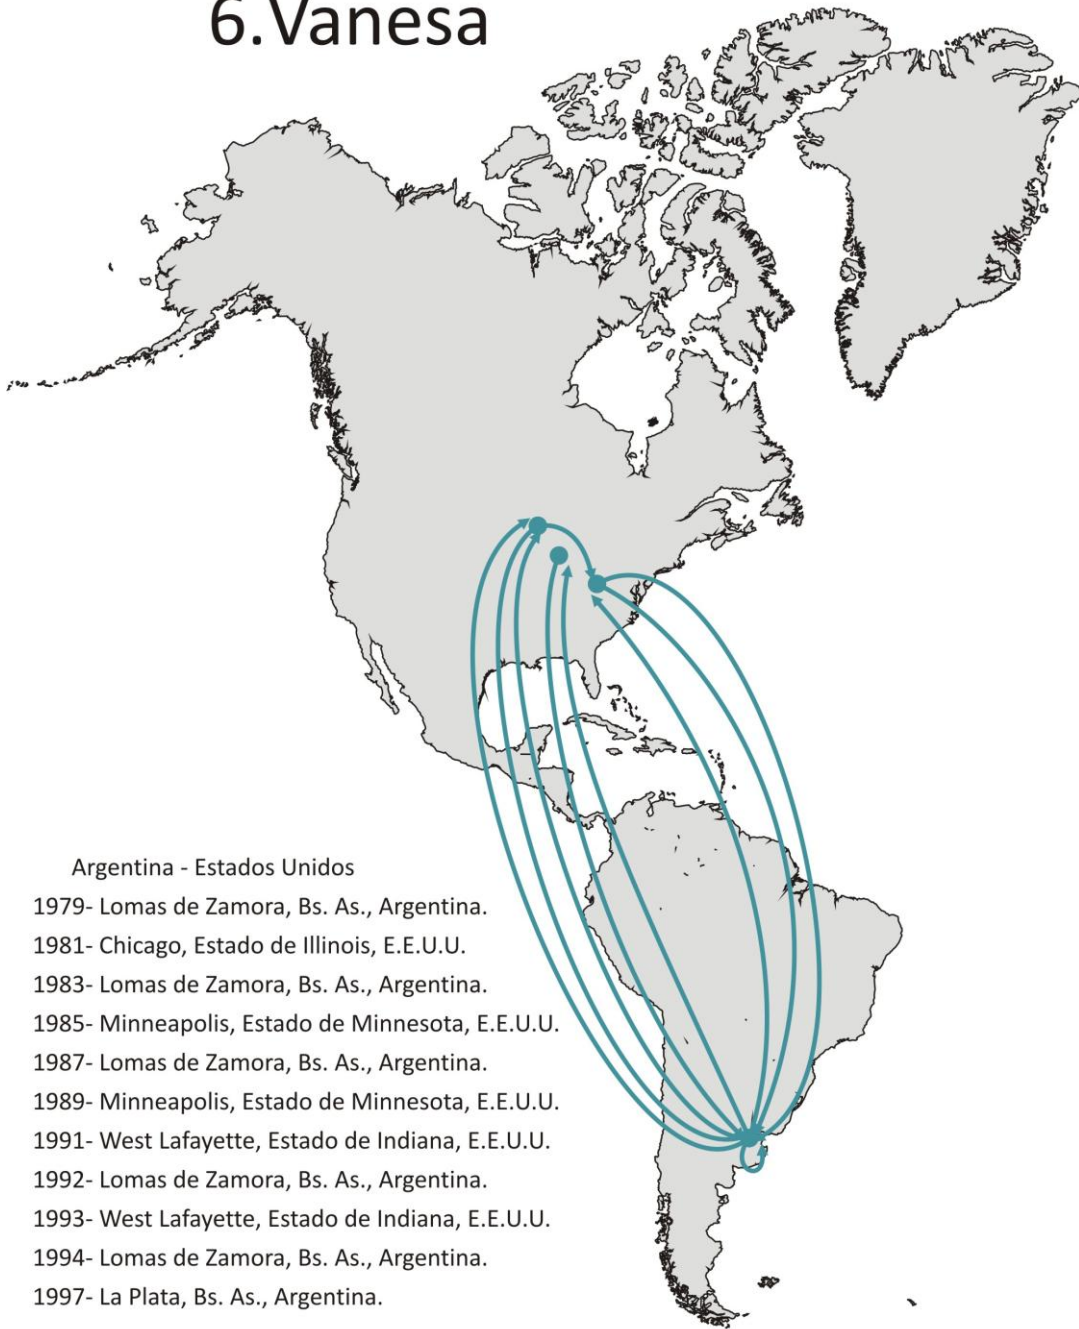 6.Vanesa
Argentina - Estados Unidos
1979- Lomas de Zamora, Bs. As., Argentina.
1981- Chicago, Estado de Illinois, E.E.U.U.
1983- Lomas de Zamora, Bs. As., Argentina.
1985- Minneapolis, Estado de Minnesota, E.E.U.U.
1987- Lomas de Zamora, Bs. As., Argentina.
1989- Minneapolis, Estado de Minnesota, E.E.U.U.
1991- West Lafayette, Estado de Indiana, E.E.U.U.
1992- Lomas de Zamora, Bs. As., Argentina.
1993- West Lafayette, Estado de Indiana, E.E.U.U.
1994- Lomas de Zamora, Bs. As., Argentina.
1997- La Plata, Bs. As., Argentina.